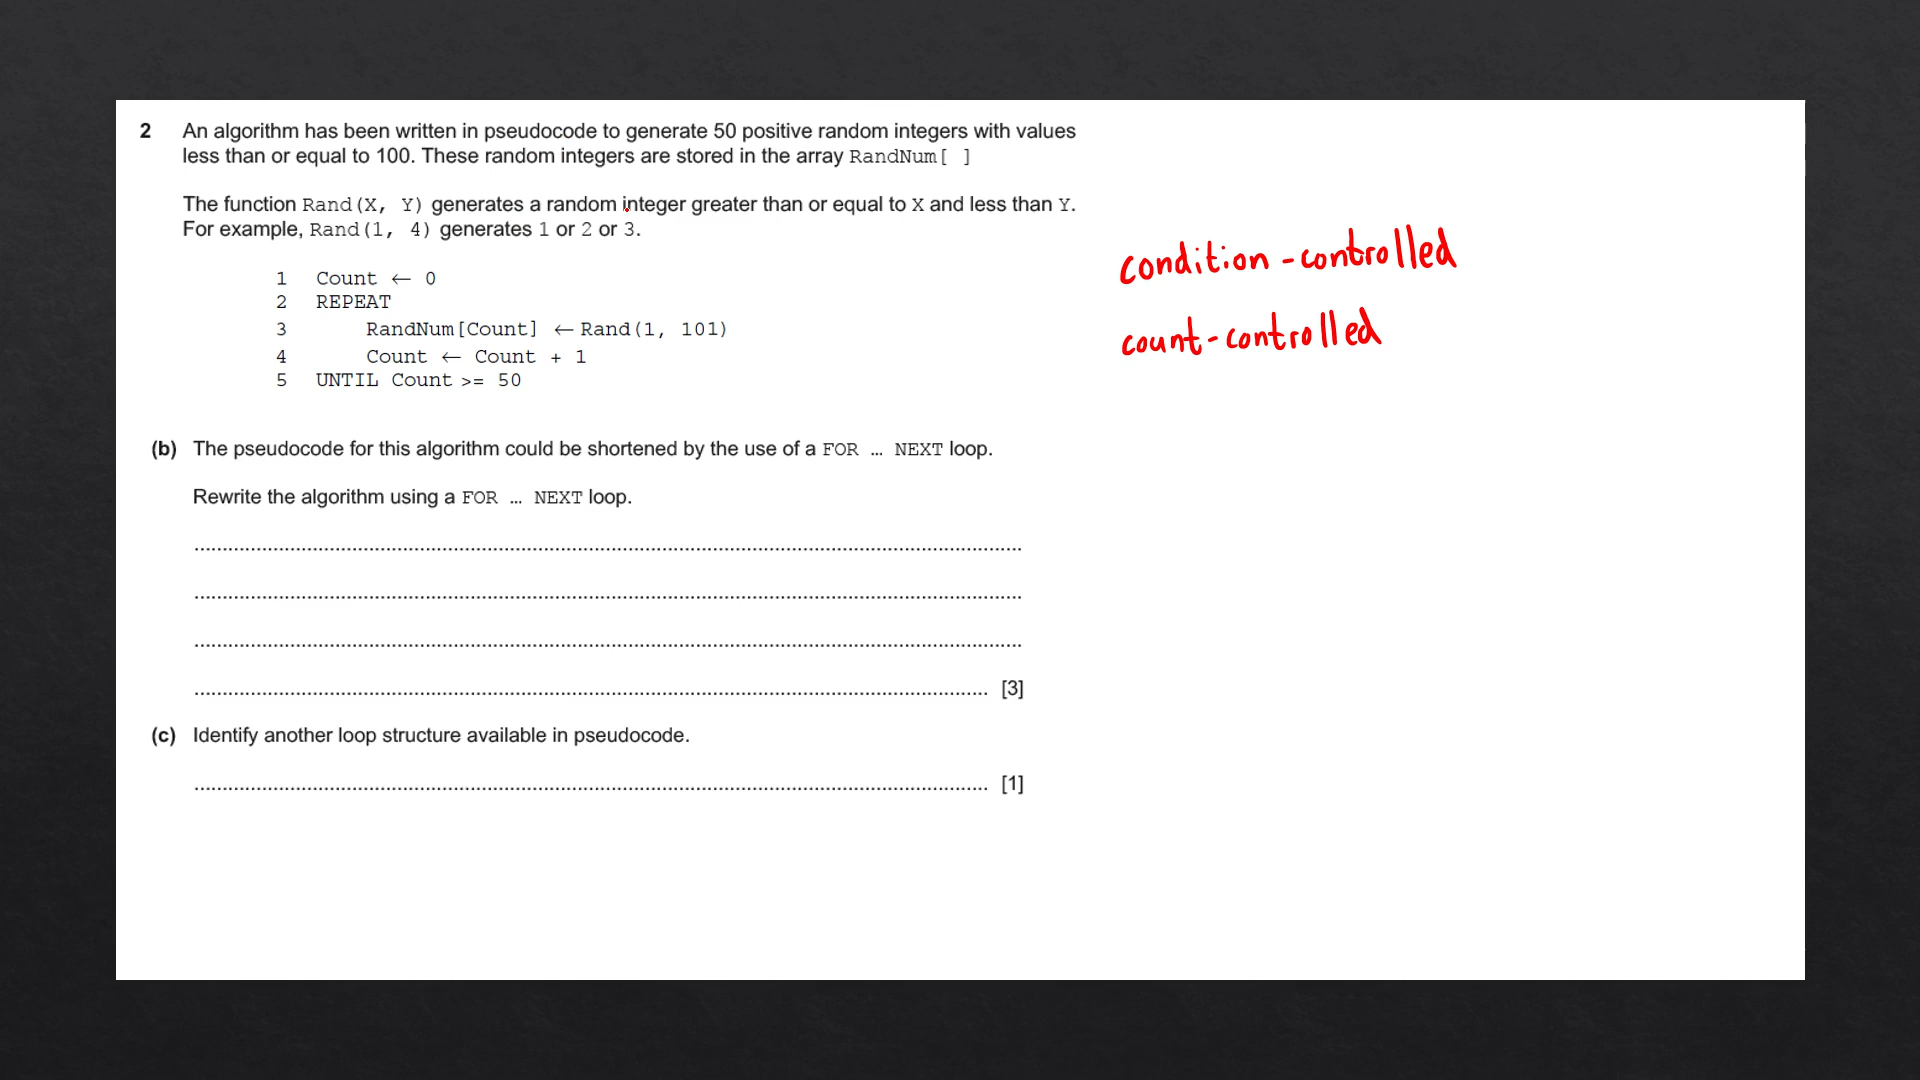 2 An algorithm has been written in pseudocode to generate 50 positive random integers with values
less than or equal to 100. These random integers are stored in the array RandNum[ ]
The function Rand(X, Y) generates a random integer greater than or equal to X and less than Y.
For example, Rand(1, 4) generates 1 or 2 or 3.
1 Count ← 0
2 REPEAT
3 RandNum[Count] ← Rand(1, 101)
4 Count ← Count + 1
5 UNTIL Count >= 50
condition-controlled
count-controlled
(b) The pseudocode for this algorithm could be shortened by the use of a FOR … NEXT loop.
Rewrite the algorithm using a FOR … NEXT loop.
[3]
(c) Identify another loop structure available in pseudocode.
[1]